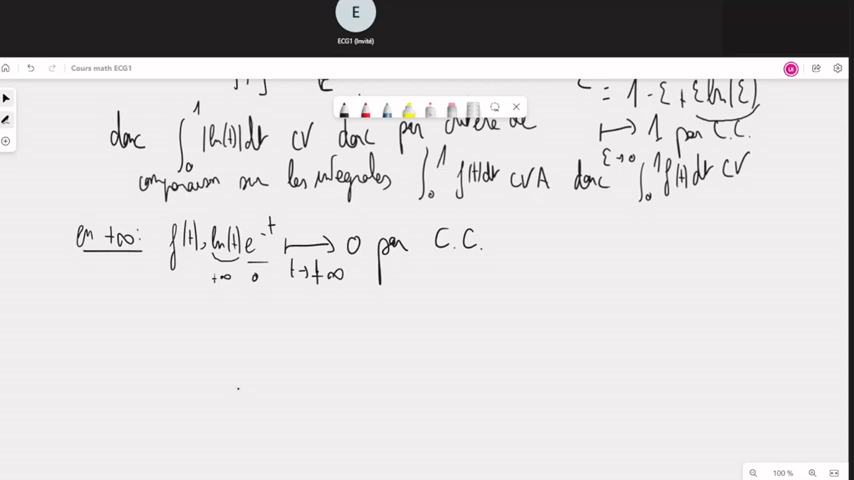 E
ECG1 (Invité)
Cours math ECG1
= 1 - ε + ε ln(ε)
donc ∫₀¹ |ln(t)| dt CV donc par critère de
⟼ 1 par C.C.
ε→0
comparaison sur les intégrales ∫₀¹ f(t) dt CVA donc ∫₀¹ f(t) dt CV
en +∞: f(t) = ln(t) e^{-t} ⟼ 0 par C.C.
+∞ 0 t→+∞
100 %